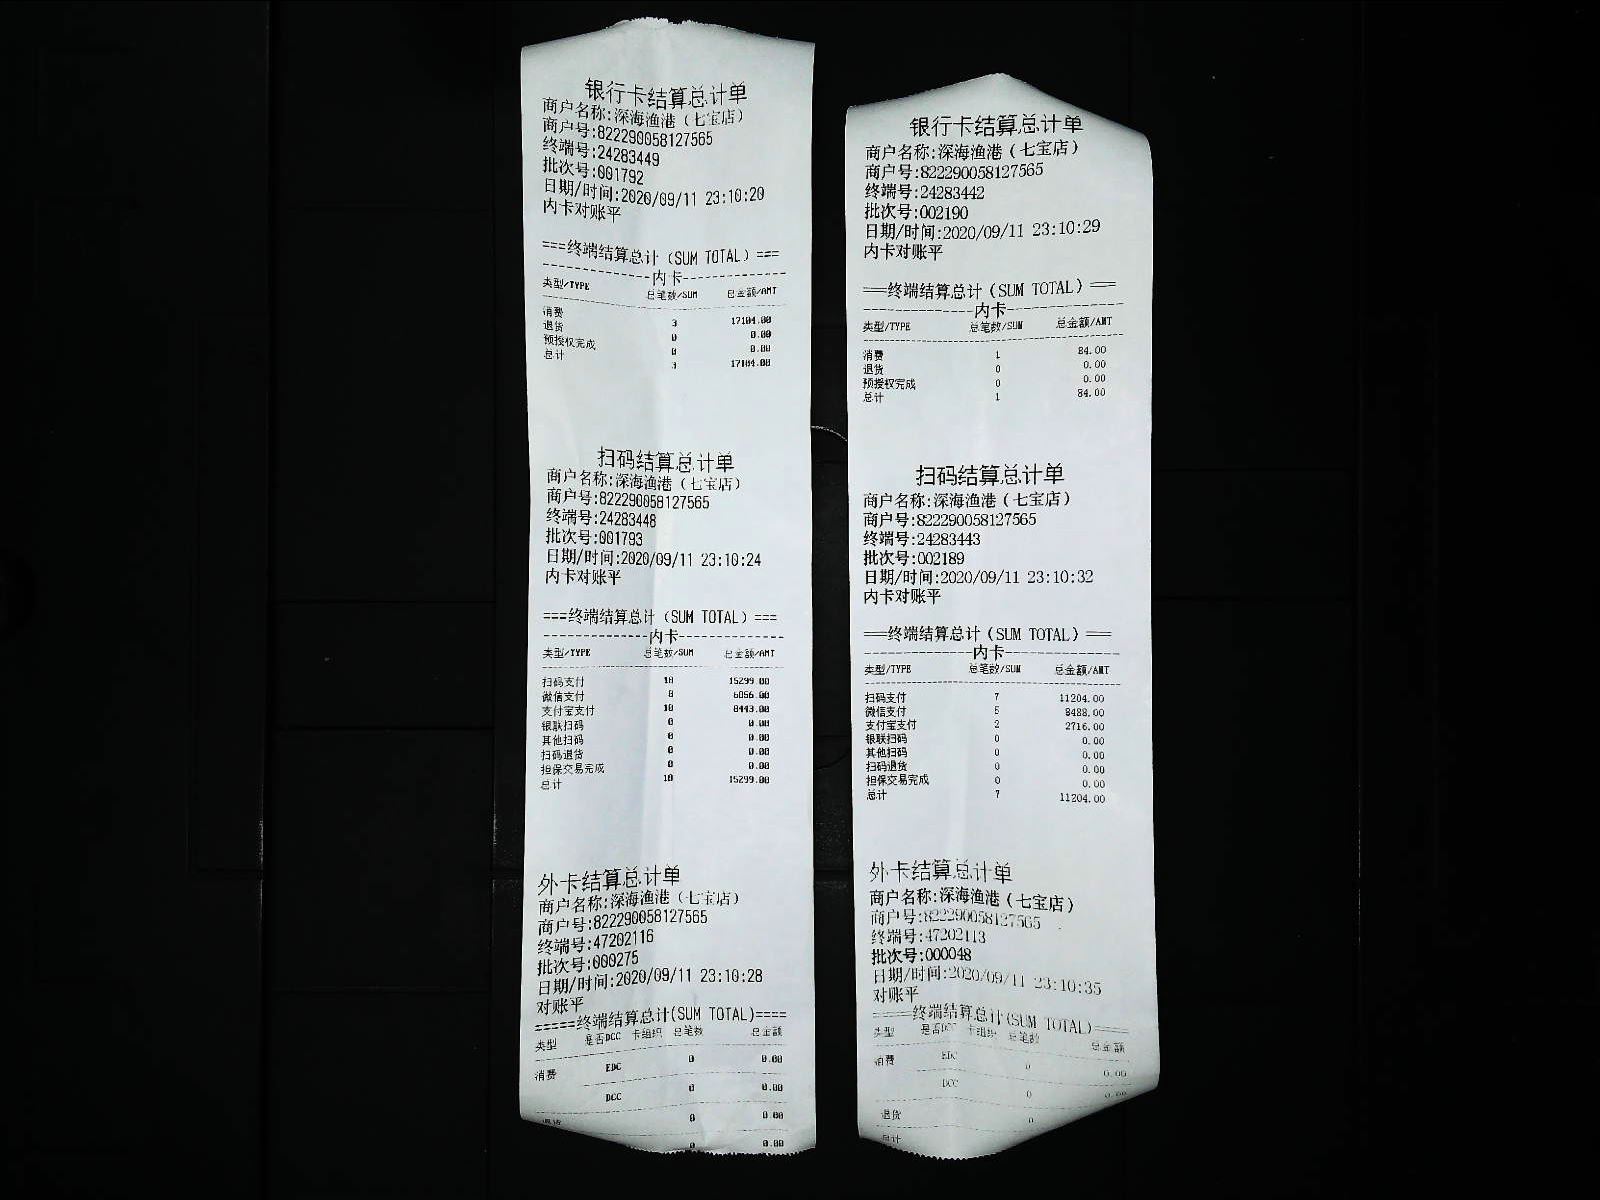 银行卡结算总计单
商户名称:深海渔港（七宝店）
商户号:822290058127565
终端号:24283449
批次号:001792
日期/时间:2020/09/11 23:10:20
内卡对账平
===终端结算总计（SUM TOTAL）===
---------------内卡---------------
类型/TYPE 总笔数/SUM 总金额/AMT
消费 3 17104.00
退货 0 0.00
预授权完成 0 0.00
总计 3 17104.00
扫码结算总计单
商户名称:深海渔港（七宝店）
商户号:822290058127565
终端号:24283448
批次号:001793
日期/时间:2020/09/11 23:10:24
内卡对账平
===终端结算总计（SUM TOTAL）===
---------------内卡---------------
类型/TYPE 总笔数/SUM 总金额/AMT
扫码支付 18 15299.00
微信支付 8
支付宝支付 10
银联扫码 0 0.00
其他扫码 0 0.00
扫码退货 0 0.00
担保交易完成 0 0.00
总计 18 15299.00
外卡结算总计单
商户名称:深海渔港（七宝店）
商户号:822290058127565
终端号:47202116
批次号:000275
日期/时间:2020/09/11 23:10:28
对账平
=====终端结算总计(SUM TOTAL)====
类型 是否DCC 卡组织 总笔数 总金额
消费 EDC 0 0.00
DCC 0 0.00
退货 0 0.00
0 0.00
银行卡结算总计单
商户名称:深海渔港（七宝店）
商户号:822290058127565
终端号:24283442
批次号:002190
日期/时间:2020/09/11 23:10:29
内卡对账平
===终端结算总计（SUM TOTAL）===
---------------内卡---------------
类型/TYPE 总笔数/SUM 总金额/AMT
消费 1 84.00
退货 0 0.00
预授权完成 0 0.00
总计 1 84.00
扫码结算总计单
商户名称:深海渔港（七宝店）
商户号:822290058127565
终端号:24283443
批次号:002189
日期/时间:2020/09/11 23:10:32
内卡对账平
===终端结算总计（SUM TOTAL）===
---------------内卡---------------
类型/TYPE 总笔数/SUM 总金额/AMT
扫码支付 7 11204.00
微信支付 5 8488.00
支付宝支付 2 2716.00
银联扫码 0 0.00
其他扫码 0 0.00
扫码退货 0 0.00
担保交易完成 0 0.00
总计 7 11204.00
外卡结算总计单
商户名称:深海渔港（七宝店）
商户号:822290058127565
终端号:47202113
批次号:000048
日期/时间:2020/09/11 23:10:35
对账平
=====终端结算总计(SUM TOTAL)====
类型 是否DCC 卡组织 总笔数 总金额
消费 EDC 0 0.00
DCC 0 0.00
退货 0
总计